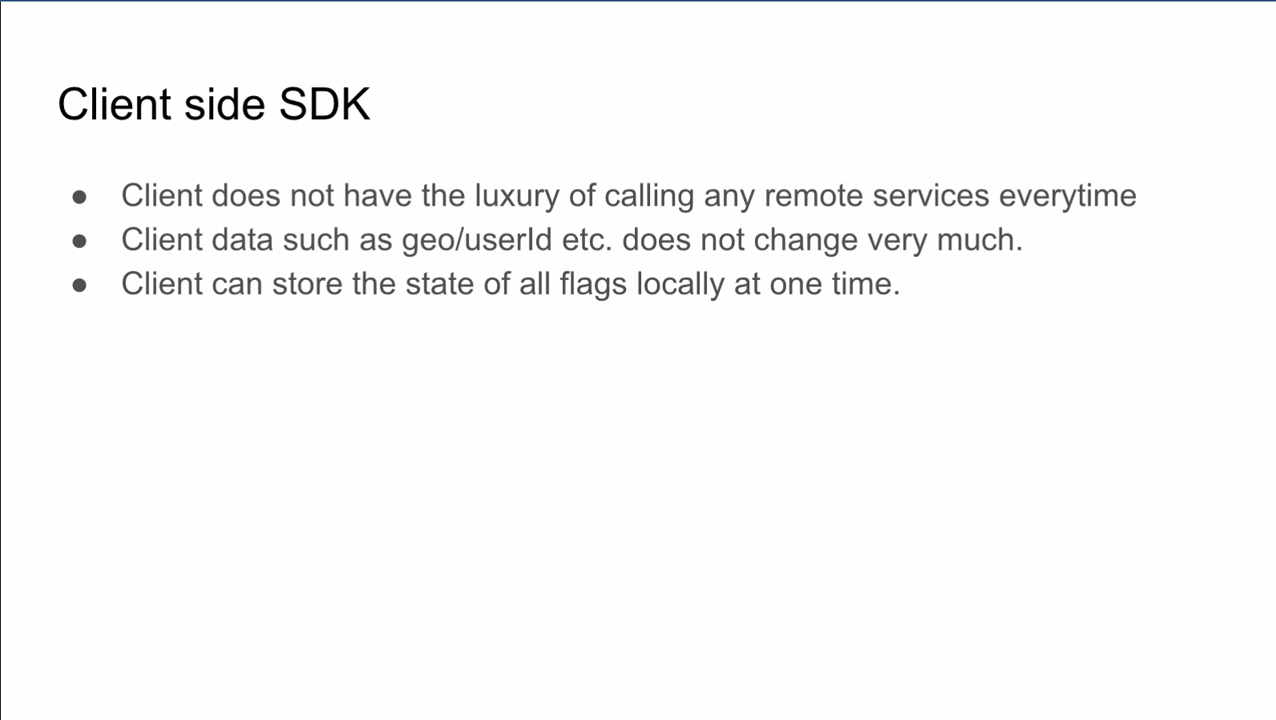 Client side SDK
● Client does not have the luxury of calling any remote services everytime
● Client data such as geo/userId etc. does not change very much.
● Client can store the state of all flags locally at one time.